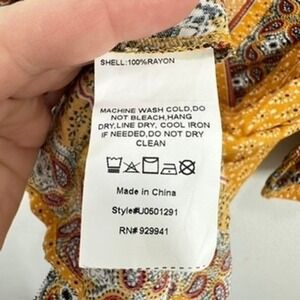 SHELL:100%RAYON
MACHINE WASH COLD,DO
NOT BLEACH,HANG
DRY,LINE DRY, COOL IRON
IF NEEDED,DO NOT DRY
CLEAN
Made in China
Style#U0501291
RN# 929941